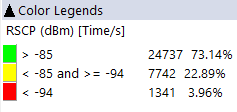 Color Legends
RSCP (dBm) [Time/s]
> -85 24737 73.14%
< -85 and >= -94 7742 22.89%
< -94 1341 3.96%